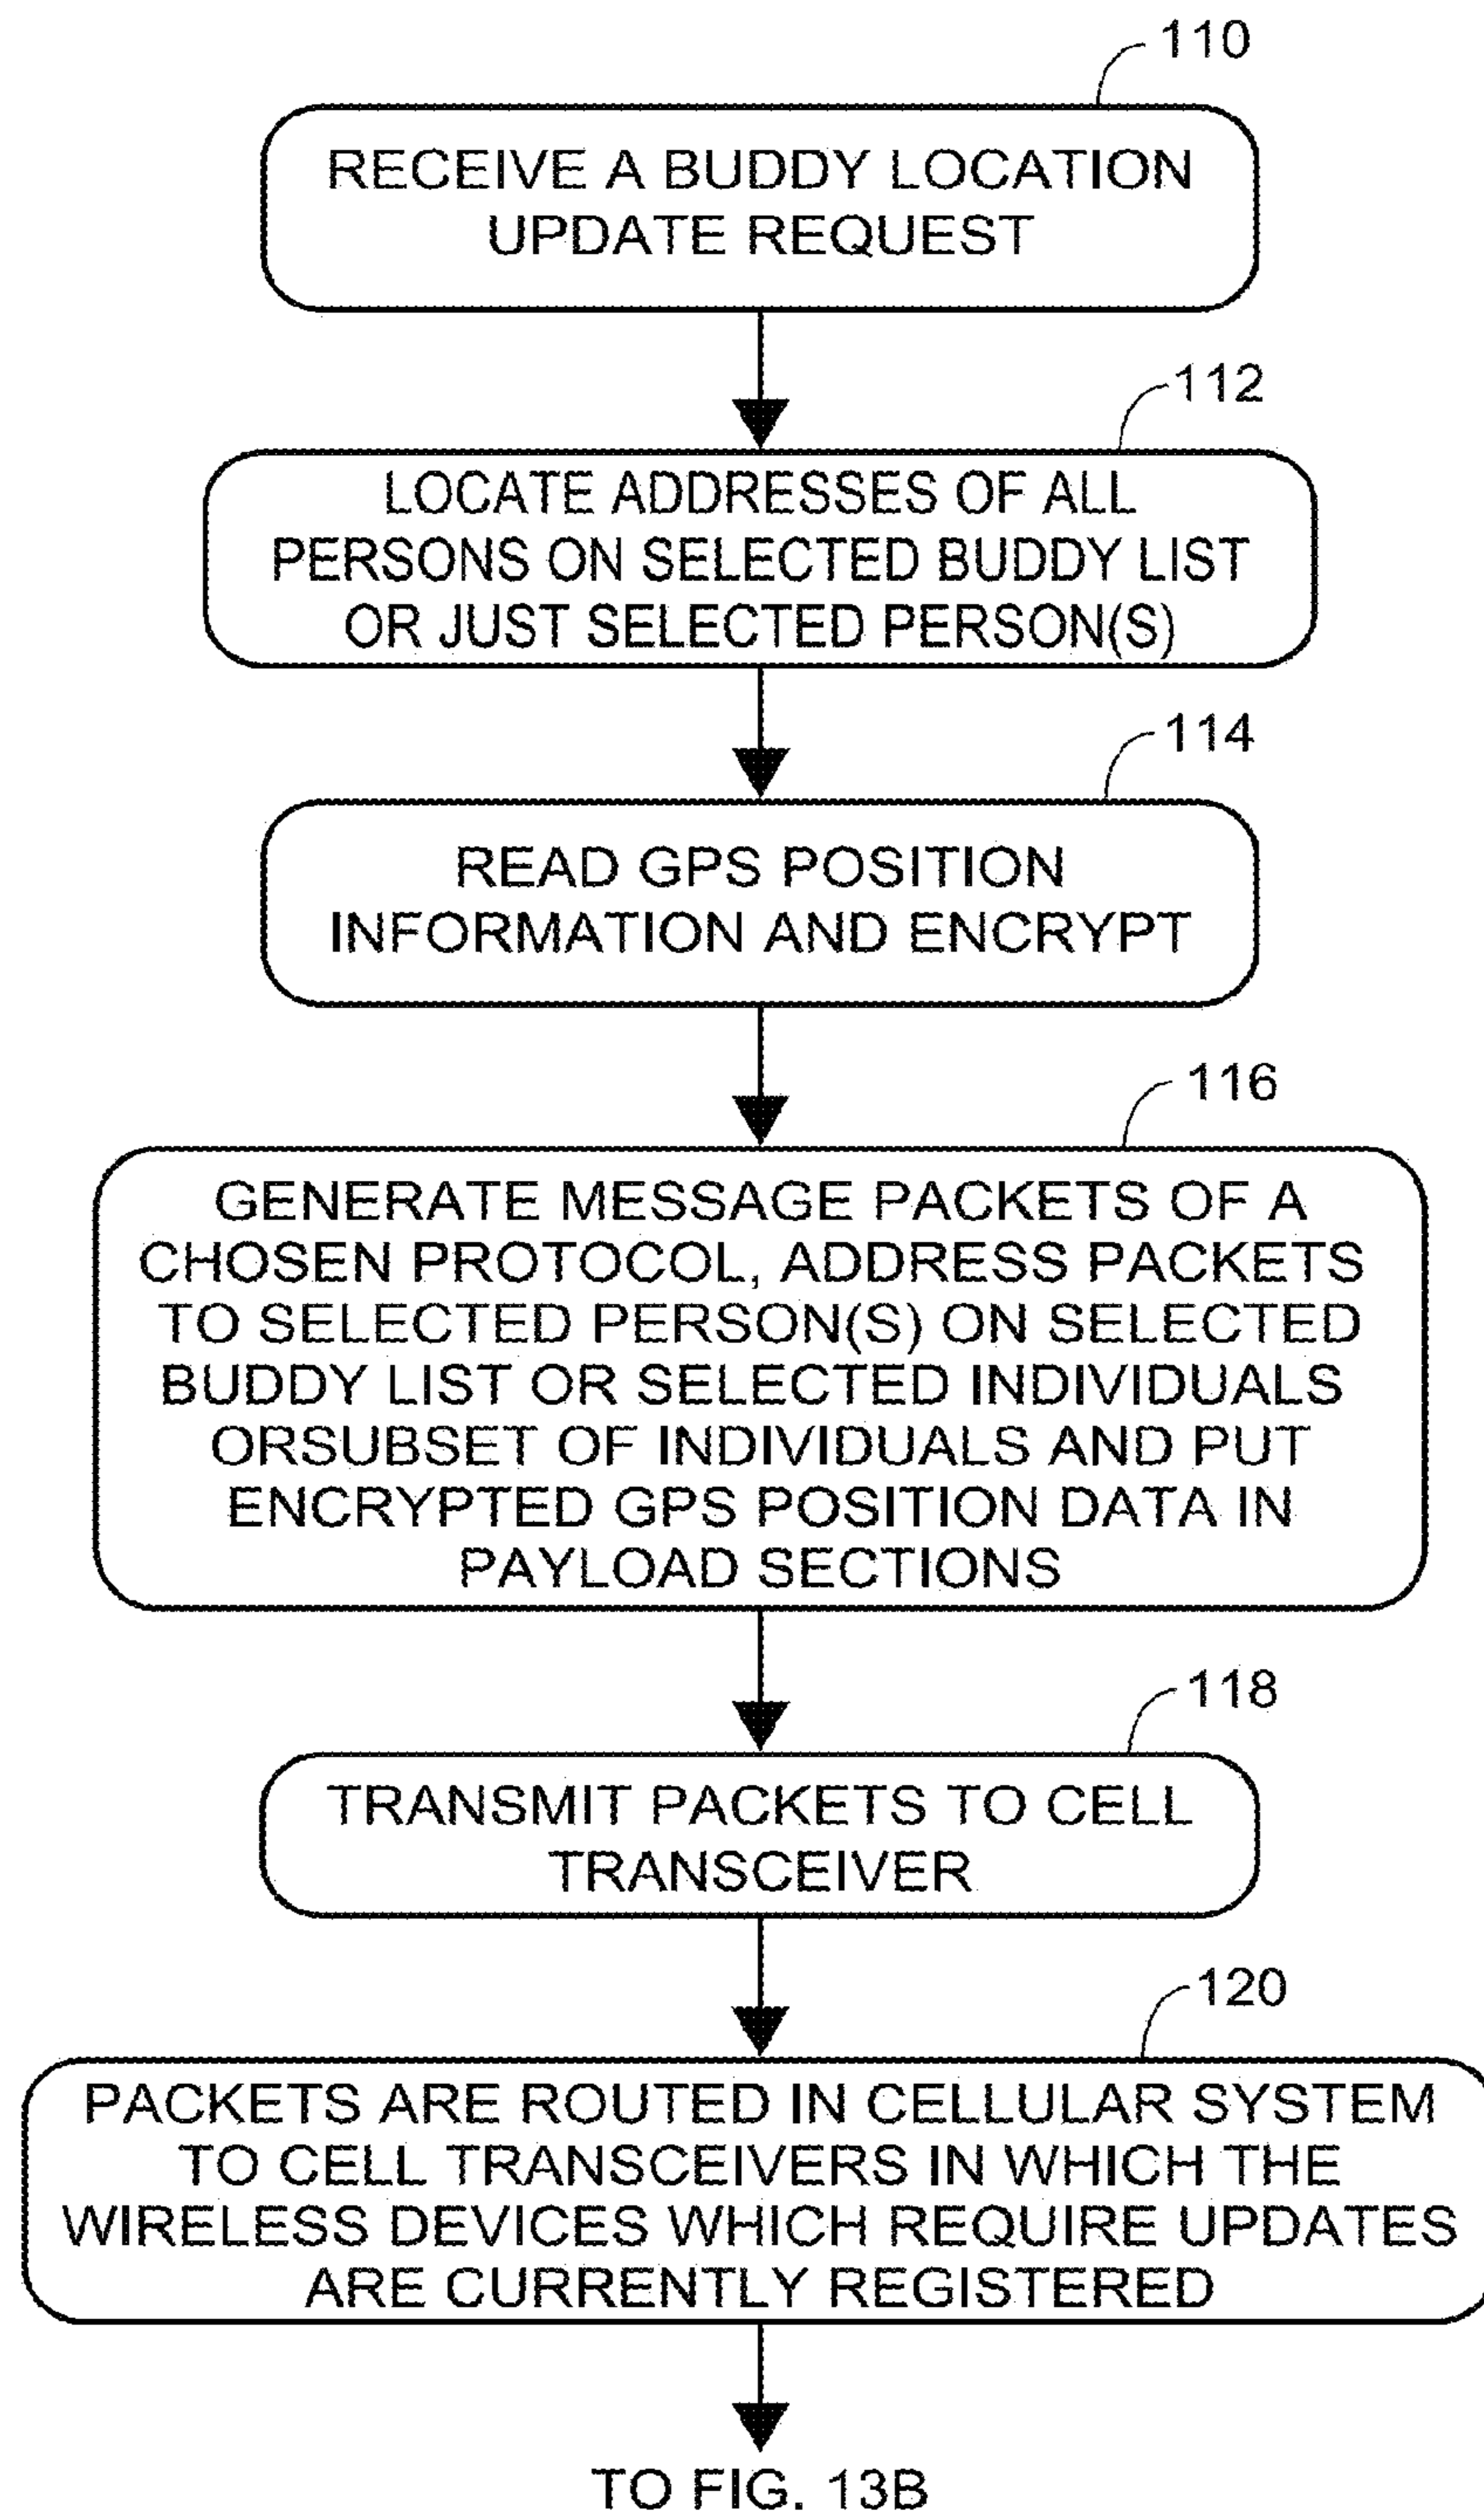 110
RECEIVE A BUDDY LOCATION
UPDATE REQUEST
112
LOCATE ADDRESSES OF ALL
PERSONS ON SELECTED BUDDY LIST
OR JUST SELECTED PERSON(S)
114
READ GPS POSITION
INFORMATION AND ENCRYPT
116
GENERATE MESSAGE PACKETS OF A
CHOSEN PROTOCOL, ADDRESS PACKETS
TO SELECTED PERSON(S) ON SELECTED
BUDDY LIST OR SELECTED INDIVIDUALS
ORSUBSET OF INDIVIDUALS AND PUT
ENCRYPTED GPS POSITION DATA IN
PAYLOAD SECTIONS
118
TRANSMIT PACKETS TO CELL
TRANSCEIVER
120
PACKETS ARE ROUTED IN CELLULAR SYSTEM
TO CELL TRANSCEIVERS IN WHICH THE
WIRELESS DEVICES WHICH REQUIRE UPDATES
ARE CURRENTLY REGISTERED
TO FIG. 13B